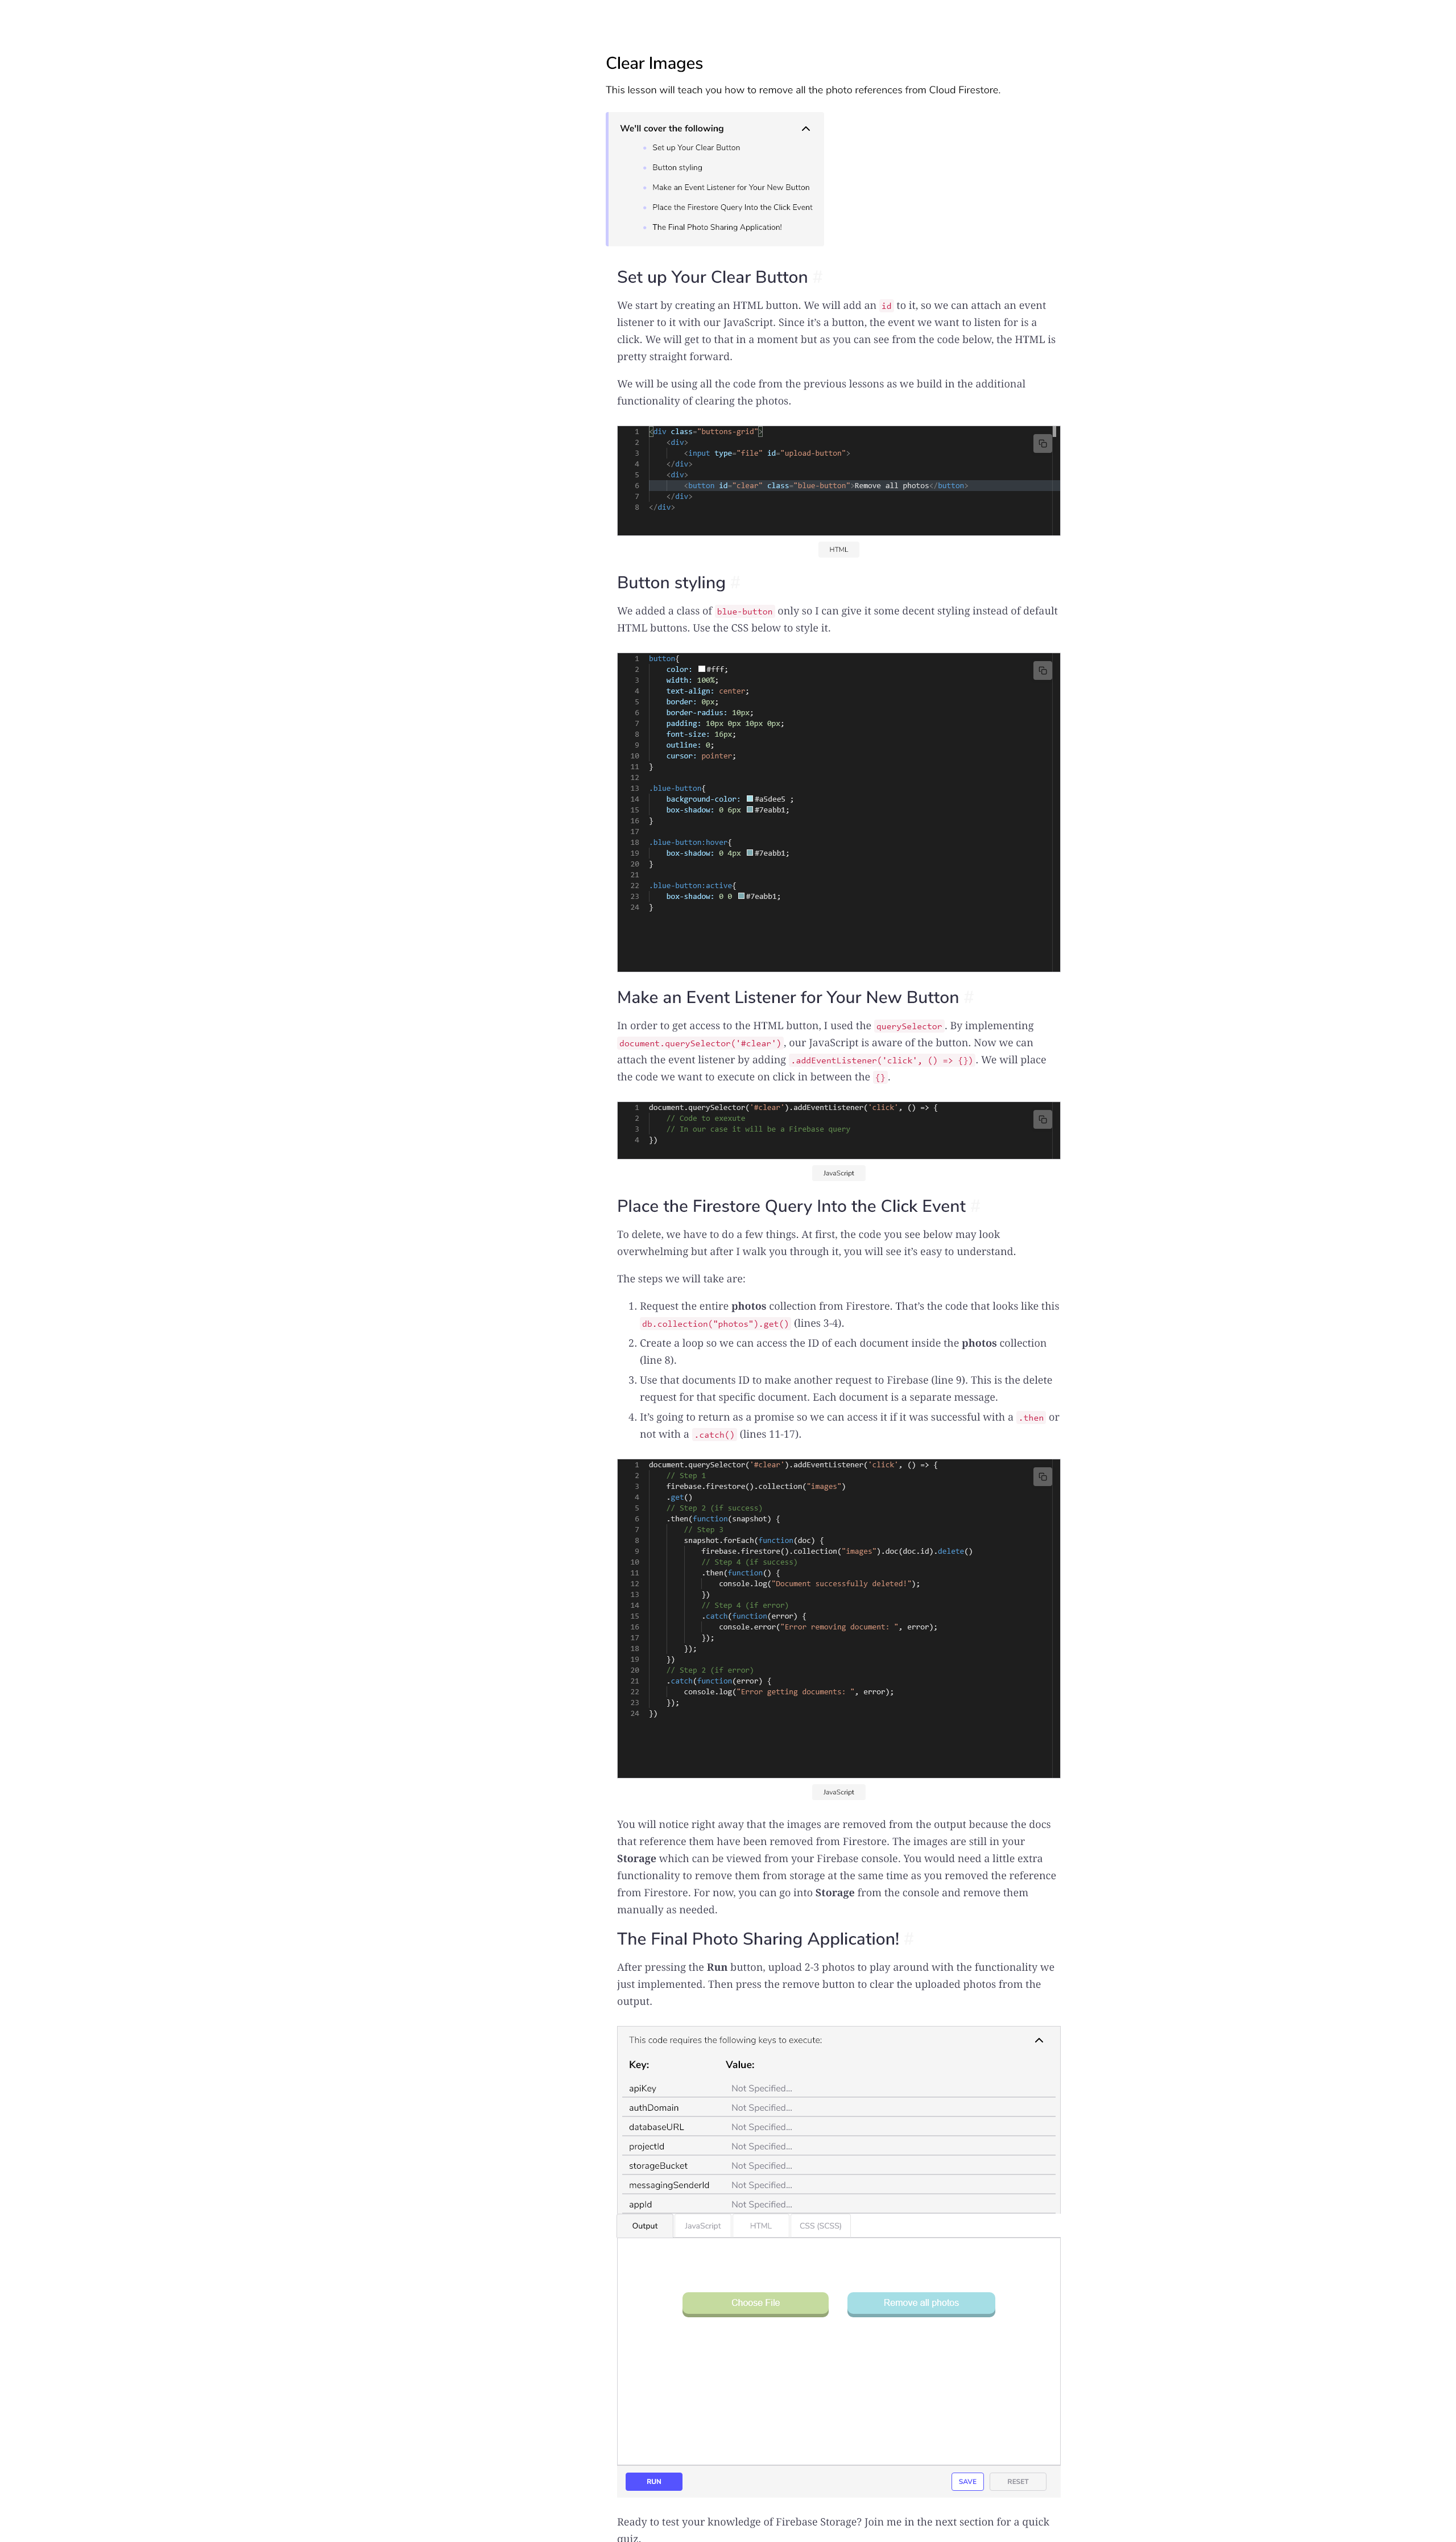 Clear Images
This lesson will teach you how to remove all the photo references from Cloud Firestore.
We'll cover the following
Set up Your Clear Button
Button styling
Make an Event Listener for Your New Button
Place the Firestore Query Into the Click Event
The Final Photo Sharing Application!
Set up Your Clear Button #
We start by creating an HTML button. We will add an id to it, so we can attach an event
listener to it with our JavaScript. Since it’s a button, the event we want to listen for is a
click. We will get to that in a moment but as you can see from the code below, the HTML is
pretty straight forward.
We will be using all the code from the previous lessons as we build in the additional
functionality of clearing the photos.
1 <div class="buttons-grid">
2 <div>
3 <input type="file" id="upload-button">
4 </div>
5 <div>
6 <button id="clear" class="blue-button">Remove all photos</button>
7 </div>
8 </div>
HTML
Button styling #
We added a class of blue-button only so I can give it some decent styling instead of default
HTML buttons. Use the CSS below to style it.
1 button{
2 color: #fff;
3 width: 100%;
4 text-align: center;
5 border: 0px;
6 border-radius: 10px;
7 padding: 10px 0px 10px 0px;
8 font-size: 16px;
9 outline: 0;
10 cursor: pointer;
11 }
12
13 .blue-button{
14 background-color: #a5dee5 ;
15 box-shadow: 0 6px #7eabb1;
16 }
17
18 .blue-button:hover{
19 box-shadow: 0 4px #7eabb1;
20 }
21
22 .blue-button:active{
23 box-shadow: 0 0 #7eabb1;
24 }
Make an Event Listener for Your New Button #
In order to get access to the HTML button, I used the querySelector. By implementing
document.querySelector('#clear'), our JavaScript is aware of the button. Now we can
attach the event listener by adding .addEventListener('click', () => {}). We will place
the code we want to execute on click in between the {}.
1 document.querySelector('#clear').addEventListener('click', () => {
2 // Code to exexute
3 // In our case it will be a Firebase query
4 })
JavaScript
Place the Firestore Query Into the Click Event #
To delete, we have to do a few things. At first, the code you see below may look
overwhelming but after I walk you through it, you will see it’s easy to understand.
The steps we will take are:
1. Request the entire photos collection from Firestore. That’s the code that looks like this
db.collection("photos").get() (lines 3-4).
2. Create a loop so we can access the ID of each document inside the photos collection
(line 8).
3. Use that documents ID to make another request to Firebase (line 9). This is the delete
request for that specific document. Each document is a separate message.
4. It’s going to return as a promise so we can access it if it was successful with a .then or
not with a .catch() (lines 11-17).
1 document.querySelector('#clear').addEventListener('click', () => {
2 // Step 1
3 firebase.firestore().collection("images")
4 .get()
5 // Step 2 (if success)
6 .then(function(snapshot) {
7 // Step 3
8 snapshot.forEach(function(doc) {
9 firebase.firestore().collection("images").doc(doc.id).delete()
10 // Step 4 (if success)
11 .then(function() {
12 console.log("Document successfully deleted!");
13 })
14 // Step 4 (if error)
15 .catch(function(error) {
16 console.error("Error removing document: ", error);
17 });
18 });
19 })
20 // Step 2 (if error)
21 .catch(function(error) {
22 console.log("Error getting documents: ", error);
23 });
24 })
JavaScript
You will notice right away that the images are removed from the output because the docs
that reference them have been removed from Firestore. The images are still in your
Storage which can be viewed from your Firebase console. You would need a little extra
functionality to remove them from storage at the same time as you removed the reference
from Firestore. For now, you can go into Storage from the console and remove them
manually as needed.
The Final Photo Sharing Application! #
After pressing the Run button, upload 2-3 photos to play around with the functionality we
just implemented. Then press the remove button to clear the uploaded photos from the
output.
This code requires the following keys to execute:
Key: Value:
apiKey Not Specified...
authDomain Not Specified...
databaseURL Not Specified...
projectId Not Specified...
storageBucket Not Specified...
messagingSenderId Not Specified...
appId Not Specified...
Output JavaScript HTML CSS (SCSS)
Choose File Remove all photos
RUN SAVE RESET
Ready to test your knowledge of Firebase Storage? Join me in the next section for a quick
quiz.